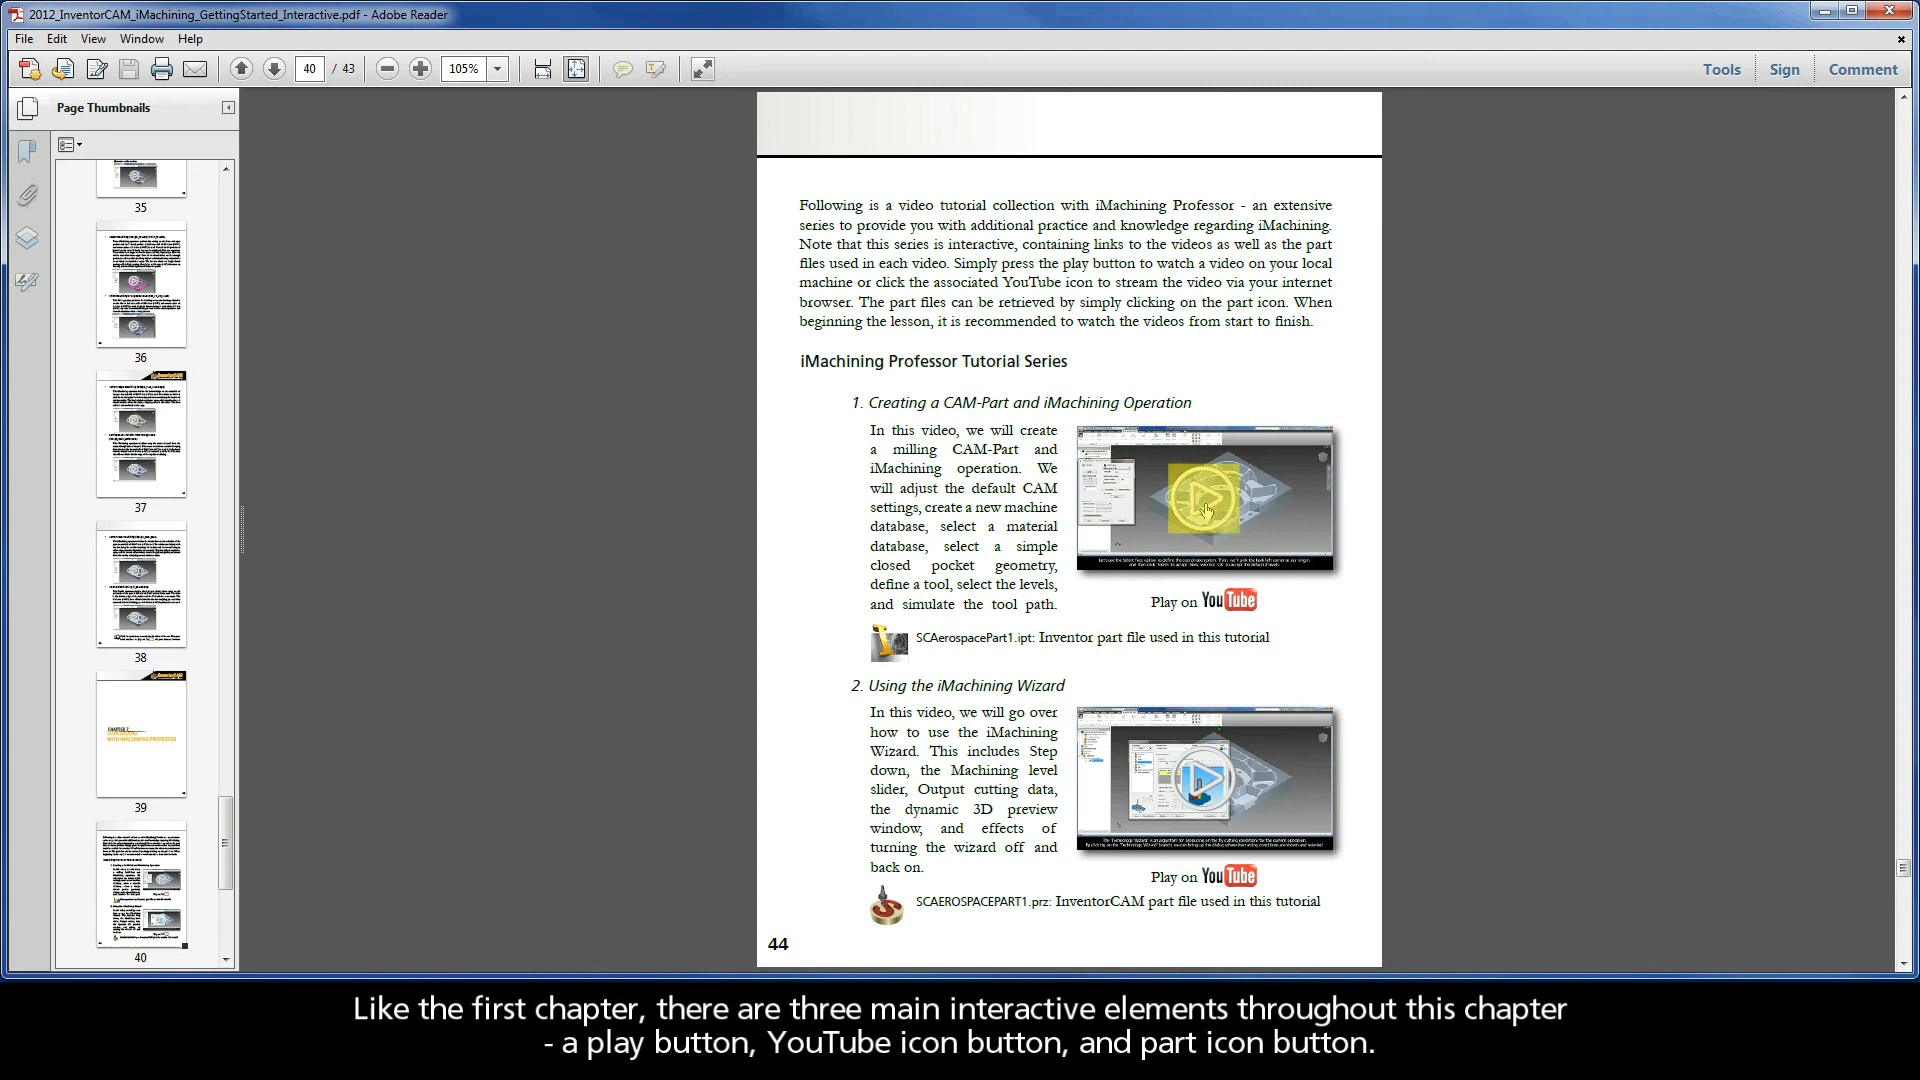 2012_InventorCAM_iMachining_GettingStarted_Interactive.pdf - Adobe Reader
File Edit View Window Help
40 / 43 105%
Tools Sign Comment
Page Thumbnails
35
36
37
38
39
40
Following is a video tutorial collection with iMachining Professor - an extensive
series to provide you with additional practice and knowledge regarding iMachining.
Note that this series is interactive, containing links to the videos as well as the part
files used in each video. Simply press the play button to watch a video on your local
machine or click the associated YouTube icon to stream the video via your internet
browser. The part files can be retrieved by simply clicking on the part icon. When
beginning the lesson, it is recommended to watch the videos from start to finish.
iMachining Professor Tutorial Series
1. Creating a CAM-Part and iMachining Operation
In this video, we will create
a milling CAM-Part and
iMachining operation. We
will adjust the default CAM
settings, create a new machine
database, select a material
database, select a simple
closed pocket geometry,
define a tool, select the levels,
and simulate the tool path.
Play on YouTube
SCAerospacePart1.ipt: Inventor part file used in this tutorial
2. Using the iMachining Wizard
In this video, we will go over
how to use the iMachining
Wizard. This includes Step
down, the Machining level
slider, Output cutting data,
the dynamic 3D preview
window, and effects of
turning the wizard off and
back on.
Play on YouTube
SCAEROSPACEPART1.prz: InventorCAM part file used in this tutorial
44
Like the first chapter, there are three main interactive elements throughout this chapter
- a play button, YouTube icon button, and part icon button.